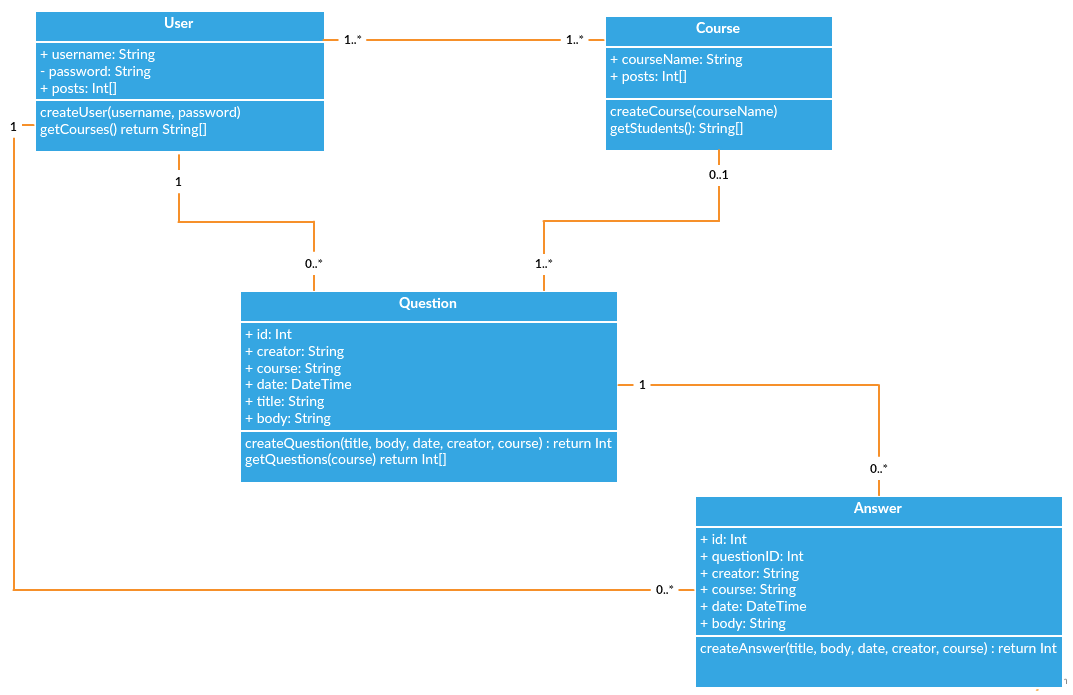 User
+ username: String
- password: String
+ posts: Int[]
createUser(username, password)
getCourses() return String[]
1..*
1..*
Course
+ courseName: String
+ posts: Int[]
createCourse(courseName)
getStudents(): String[]
1
1
0..1
0..*
1..*
Question
+ id: Int
+ creator: String
+ course: String
+ date: DateTime
+ title: String
+ body: String
createQuestion(title, body, date, creator, course) : return Int
getQuestions(course) return Int[]
1
0..*
Answer
+ id: Int
+ questionID: Int
+ creator: String
+ course: String
+ date: DateTime
+ body: String
createAnswer(title, body, date, creator, course) : return Int
0..*